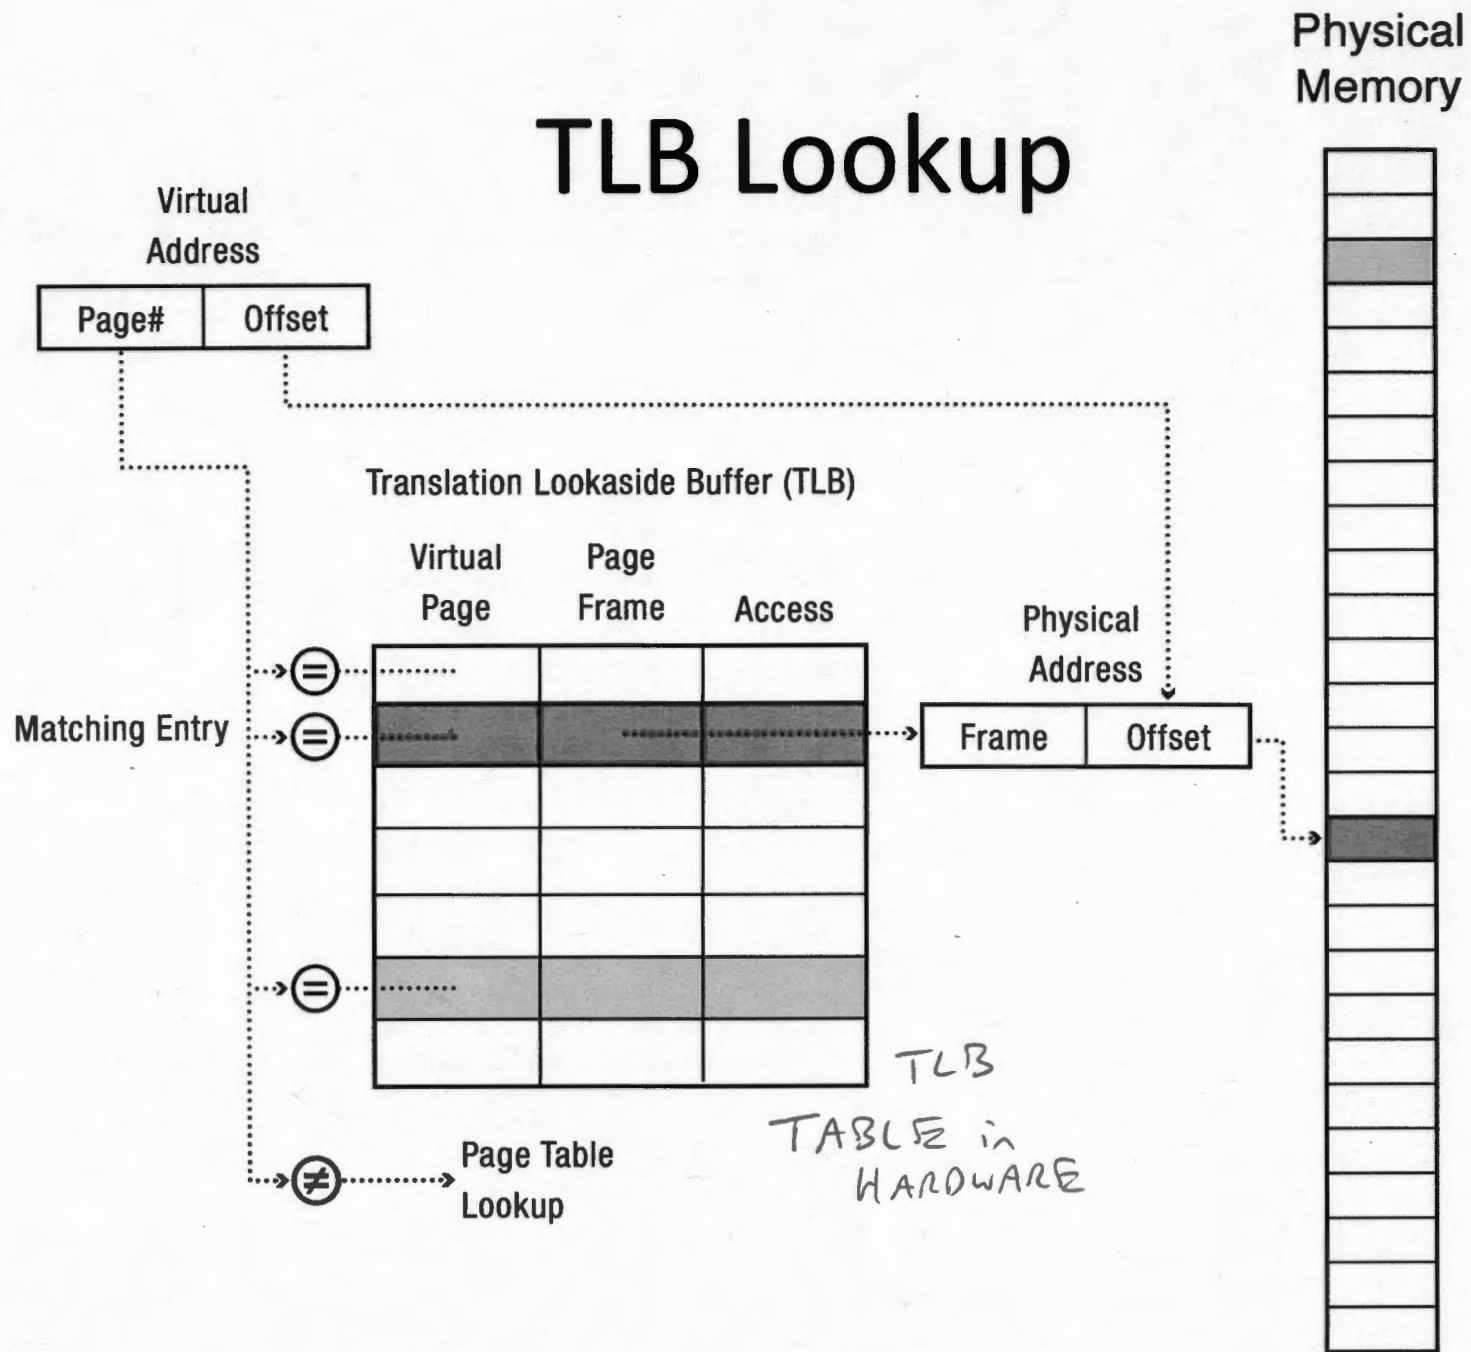 Physical
Memory
TLB Lookup
Virtual
Address
Page#
Offset
Translation Lookaside Buffer (TLB)
Virtual
Page
Page
Frame
Access
Physical
Address
=
Matching Entry
=
Frame
Offset
=
TLB
TABLE in
HARDWARE
≠
Page Table
Lookup